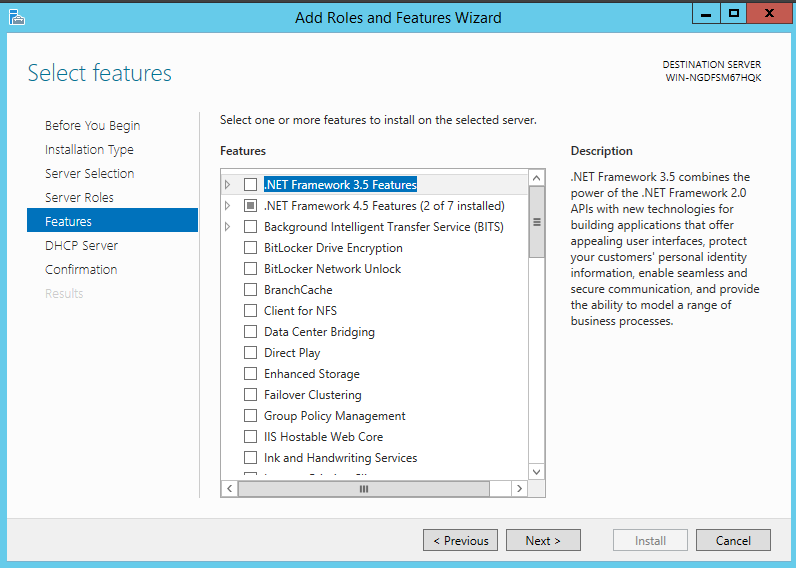 Add Roles and Features Wizard
Select features
DESTINATION SERVER
WIN-NGDFSM67HQK
Before You Begin
Installation Type
Server Selection
Server Roles
Features
DHCP Server
Confirmation
Results
Select one or more features to install on the selected server.
Features
.NET Framework 3.5 Features
.NET Framework 4.5 Features (2 of 7 installed)
Background Intelligent Transfer Service (BITS)
BitLocker Drive Encryption
BitLocker Network Unlock
BranchCache
Client for NFS
Data Center Bridging
Direct Play
Enhanced Storage
Failover Clustering
Group Policy Management
IIS Hostable Web Core
Ink and Handwriting Services
Description
.NET Framework 3.5 combines the
power of the .NET Framework 2.0
APIs with new technologies for
building applications that offer
appealing user interfaces, protect
your customers' personal identity
information, enable seamless and
secure communication, and provide
the ability to model a range of
business processes.
< Previous
Next >
Install
Cancel